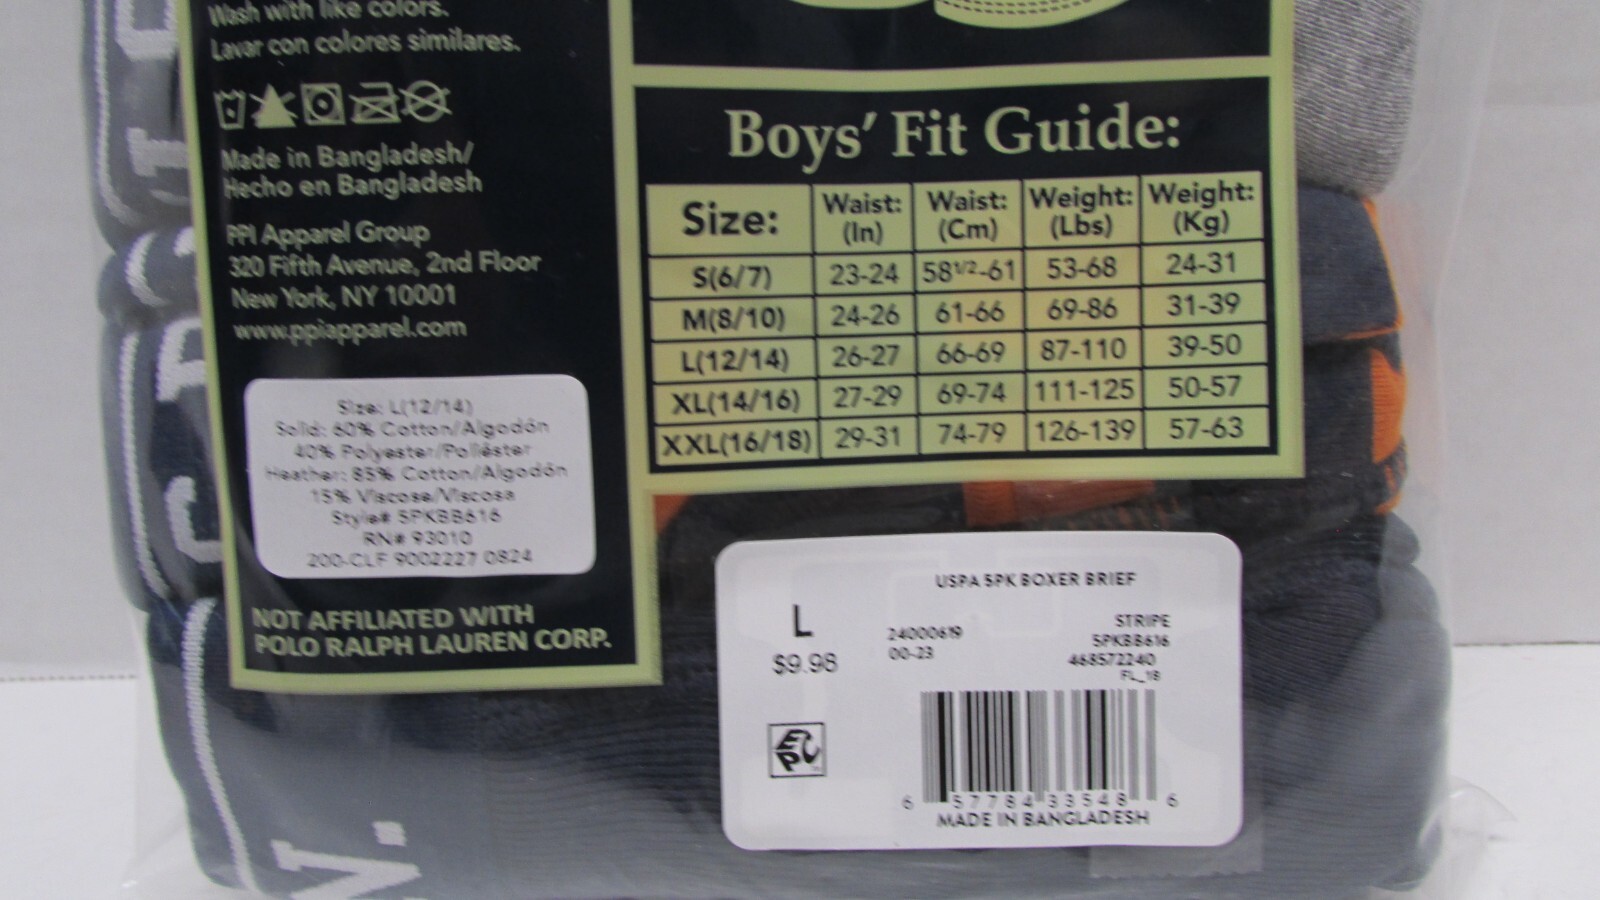 Wash with like colors.
Lavar con colores similares.
Made in Bangladesh/
Hecho en Bangladesh
PPI Apparel Group
320 Fifth Avenue, 2nd Floor
New York, NY 10001
www.ppiapparel.com
Size: L(12/14)
Solid: 60% Cotton/Algodón
40% Polyester/Poliéster
Heather: 85% Cotton/Algodón
15% Viscose/Viscosa
Style# 5PKBB616
RN# 93010
200-CLF 9002227 0824
NOT AFFILIATED WITH
POLO RALPH LAUREN CORP.
Boys' Fit Guide:
Size: Waist: (In) Waist: (Cm) Weight: (Lbs) Weight: (Kg)
S(6/7) 23-24 58 1/2-61 53-68 24-31
M(8/10) 24-26 61-66 69-86 31-39
L(12/14) 26-27 66-69 87-110 39-50
XL(14/16) 27-29 69-74 111-125 50-57
XXL(16/18) 29-31 74-79 126-139 57-63
USPA 5PK BOXER BRIEF
L
$9.98
24000619
00-23
STRIPE
5PKBB616
468572240
FL_18
EPC
6 57784 33548 6
MADE IN BANGLADESH